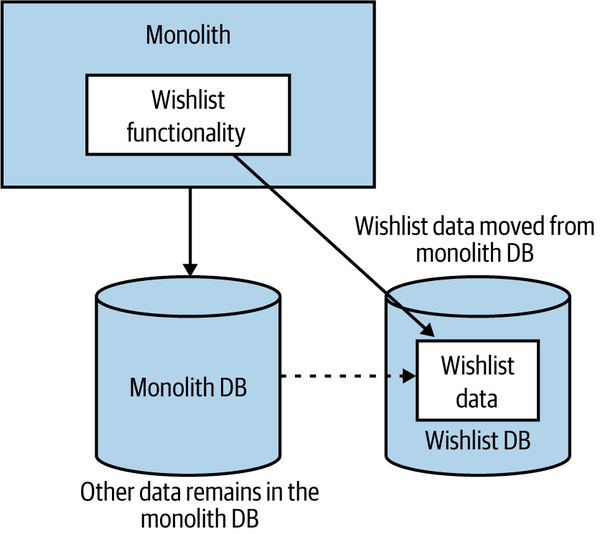 Monolith
Wishlist
functionality
Wishlist data moved from
monolith DB
Monolith DB
Wishlist
data
Wishlist DB
Other data remains in the
monolith DB